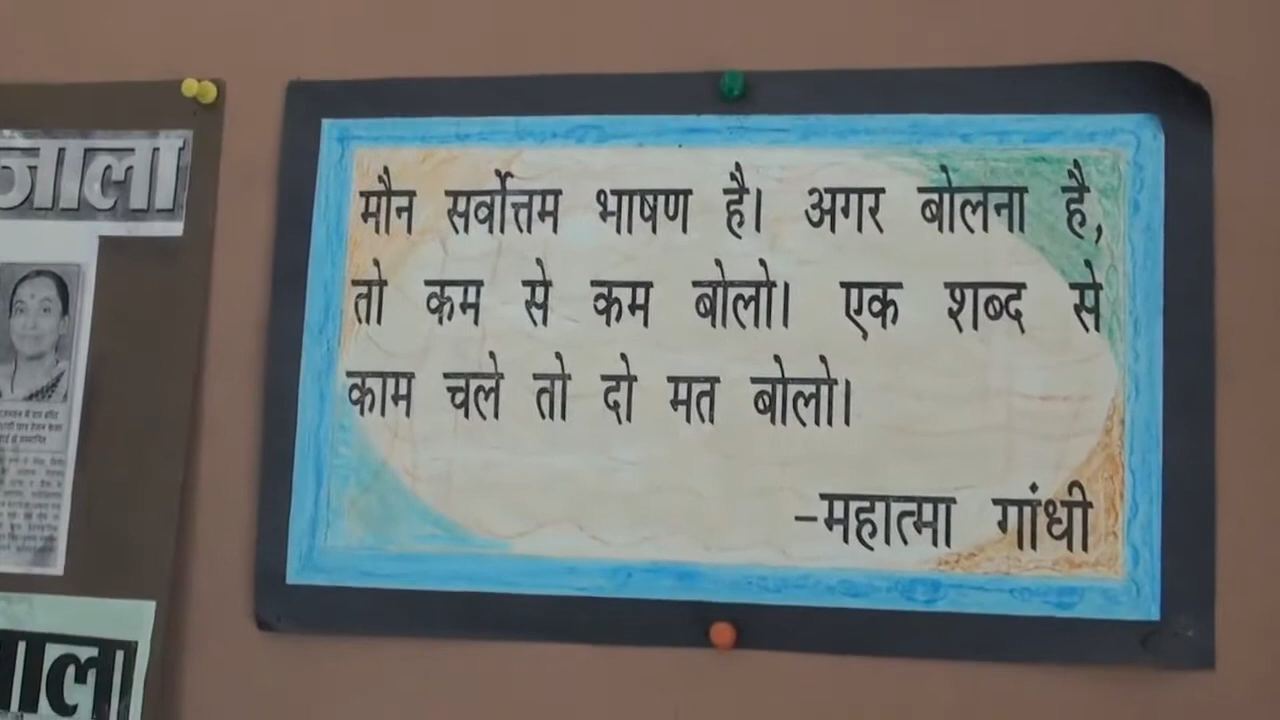 मौन सर्वोत्तम भाषण है। अगर बोलना है,
तो कम से कम बोलो। एक शब्द से
काम चले तो दो मत बोलो।
-महात्मा गांधी
जाला